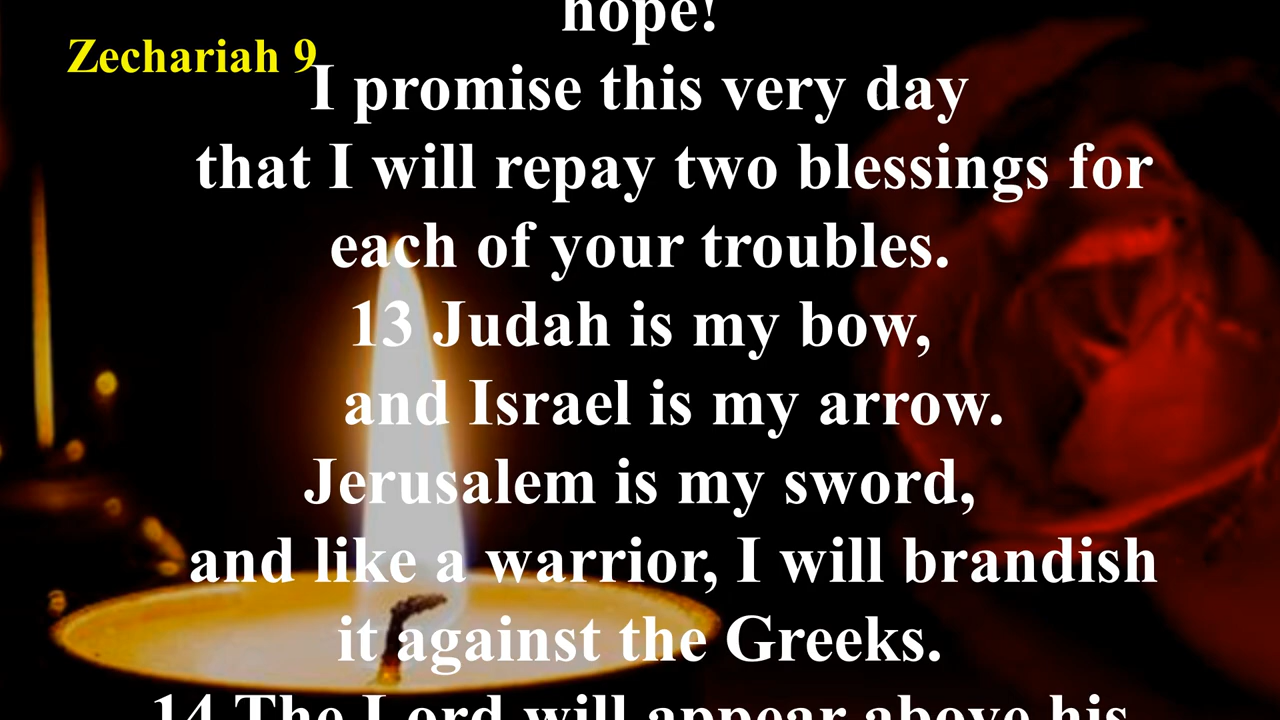 hope!
Zechariah 9
I promise this very day
that I will repay two blessings for
each of your troubles.
13 Judah is my bow,
and Israel is my arrow.
Jerusalem is my sword,
and like a warrior, I will brandish
it against the Greeks.
14 The Lord will appear above his